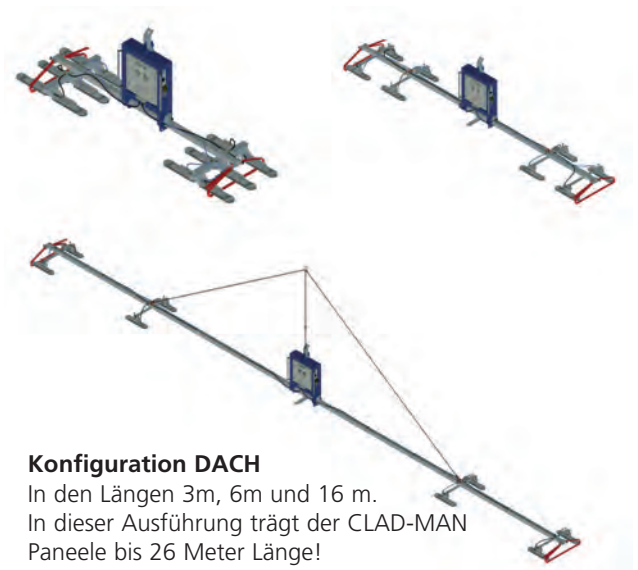 Konfiguration DACH
In den Längen 3m, 6m und 16 m.
In dieser Ausführung trägt der CLAD-MAN
Paneele bis 26 Meter Länge!